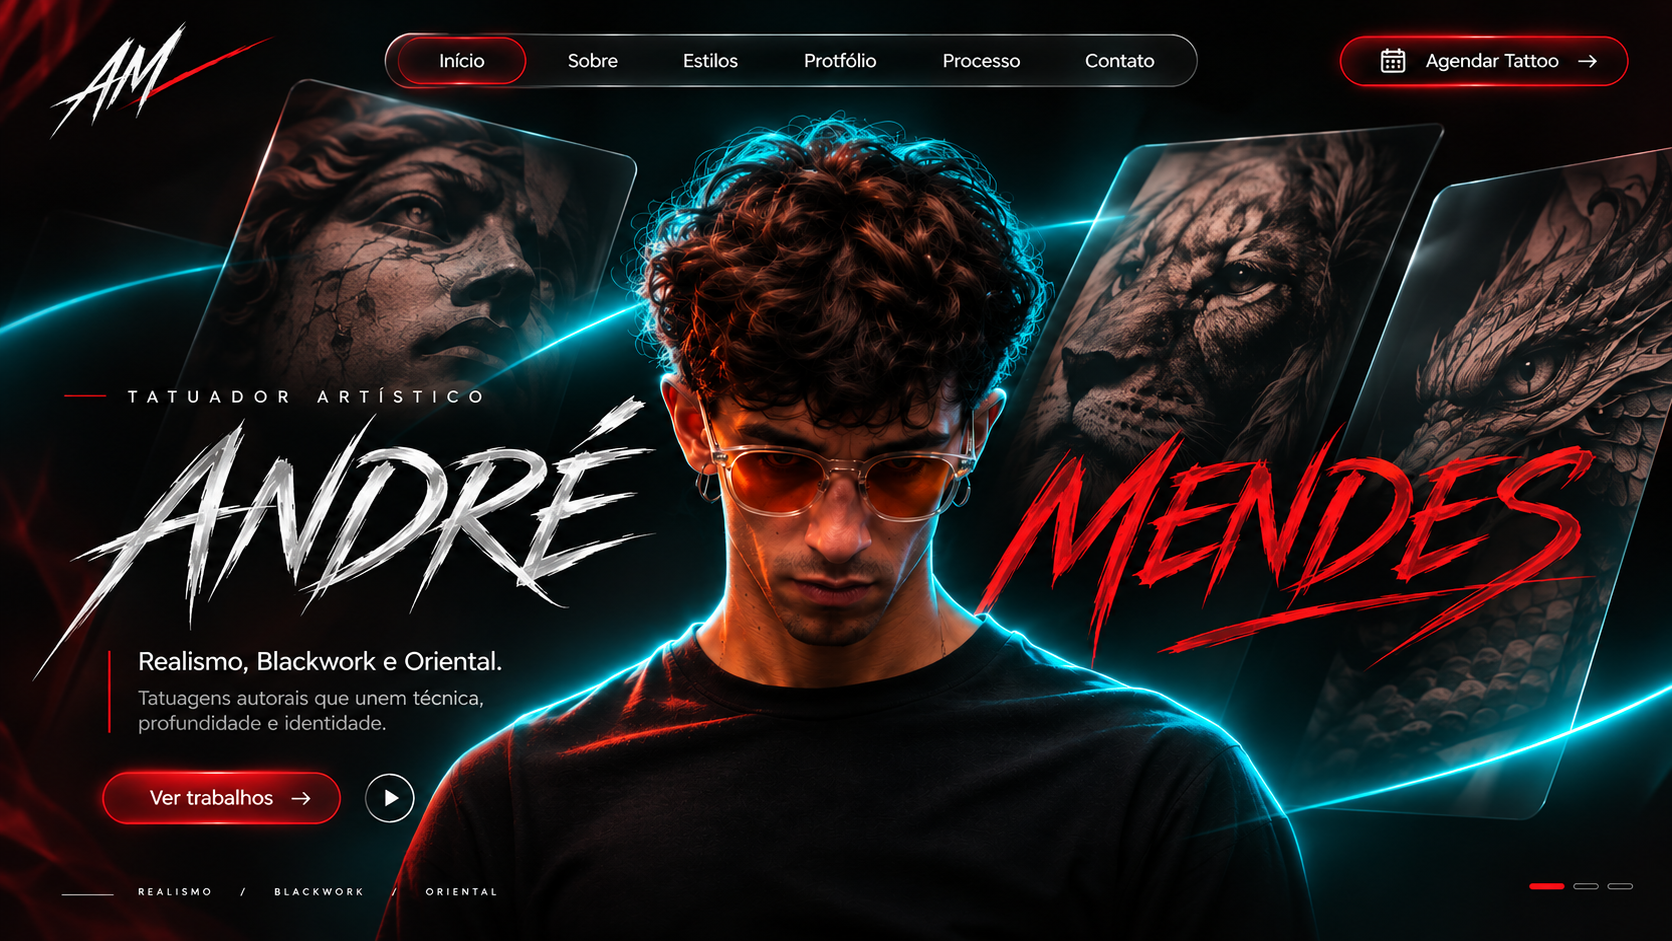 AM
Início
Sobre
Estilos
Protfólio
Processo
Contato
Agendar Tattoo
TATUADOR ARTÍSTICO
ANDRÉ
MENDES
Realismo, Blackwork e Oriental.
Tatuagens autorais que unem técnica,
profundidade e identidade.
Ver trabalhos
REALISMO / BLACKWORK / ORIENTAL